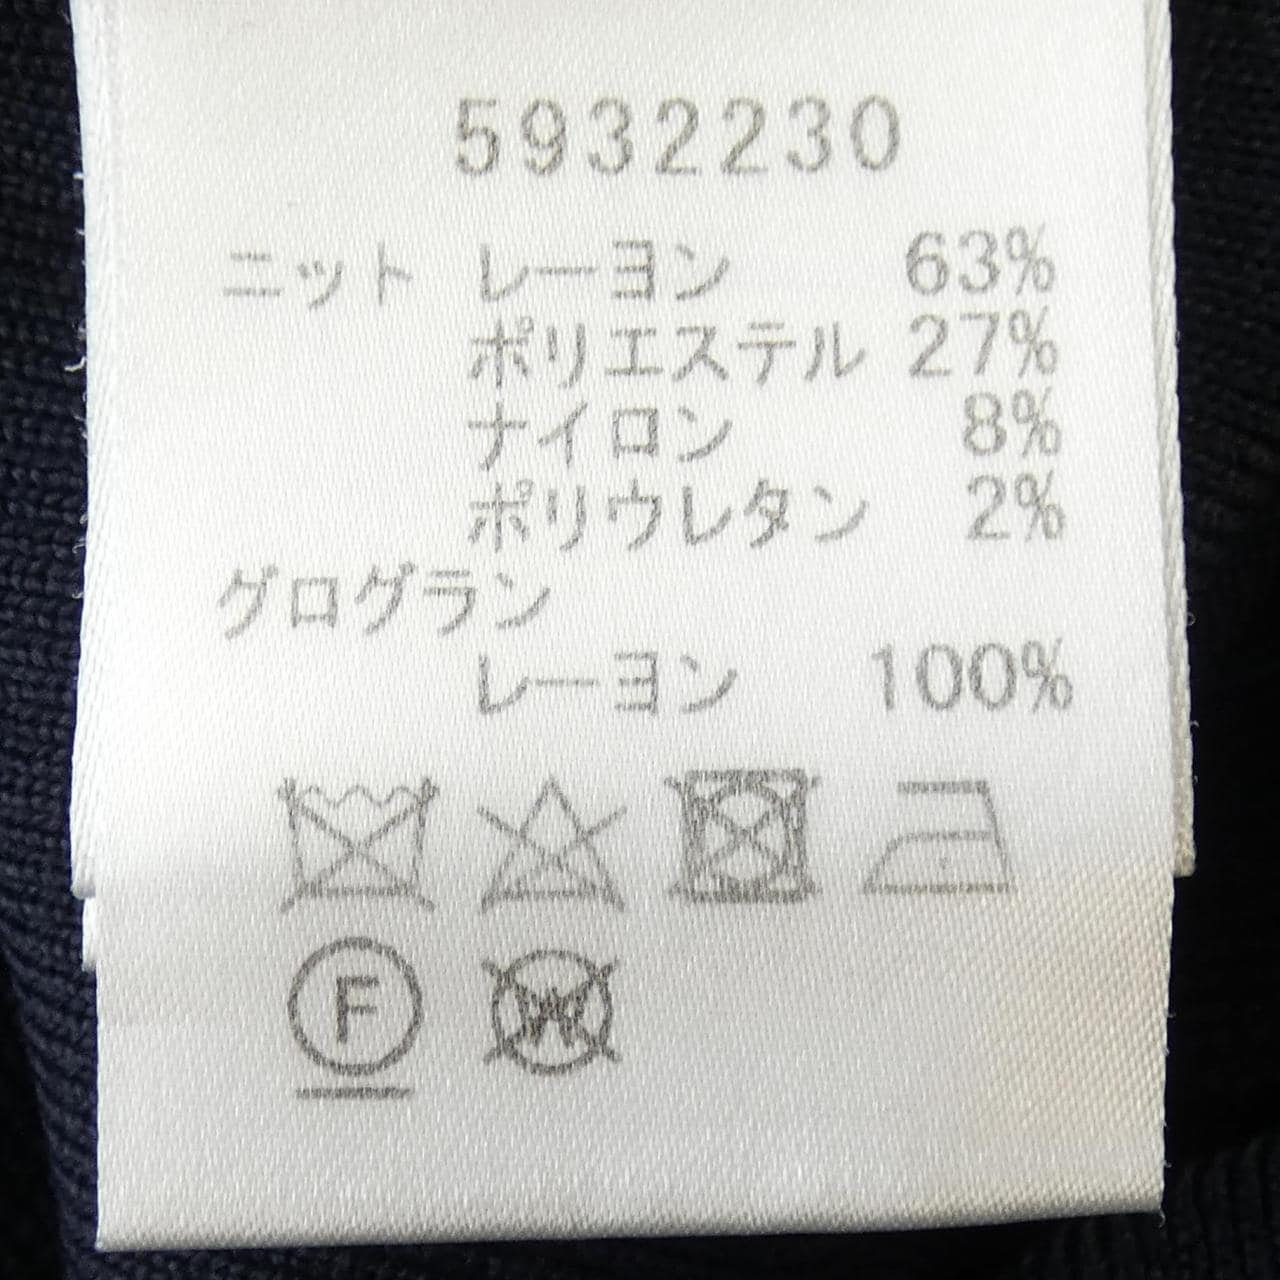 5932230
ニット レーヨン 63%
ポリエステル 27%
ナイロン 8%
ポリウレタン 2%
グログラン
レーヨン 100%
F
W